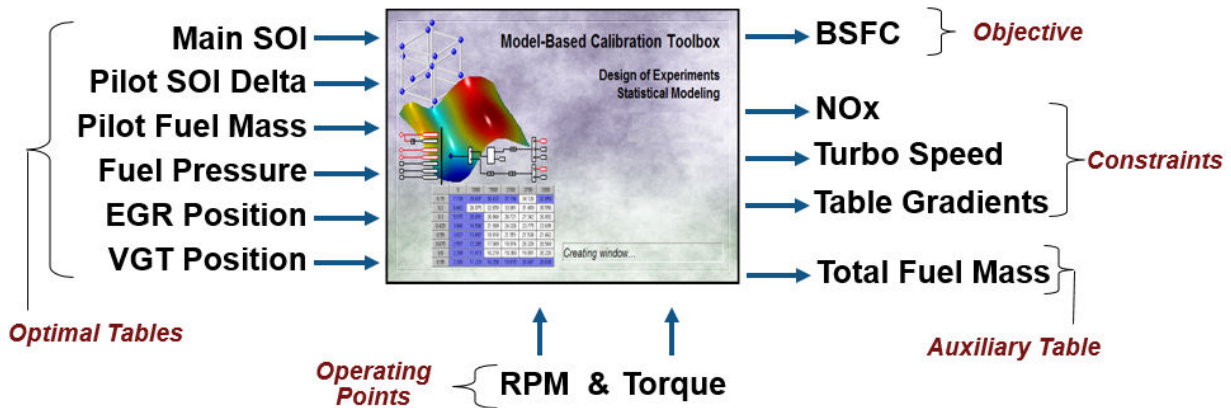 Main SOI
Pilot SOI Delta
Pilot Fuel Mass
Fuel Pressure
EGR Position
VGT Position
Optimal Tables
Model-Based Calibration Toolbox
Design of Experiments
Statistical Modeling
Creating window...
BSFC
Objective
NOx
Turbo Speed
Table Gradients
Constraints
Total Fuel Mass
Auxiliary Table
Operating
Points
RPM & Torque